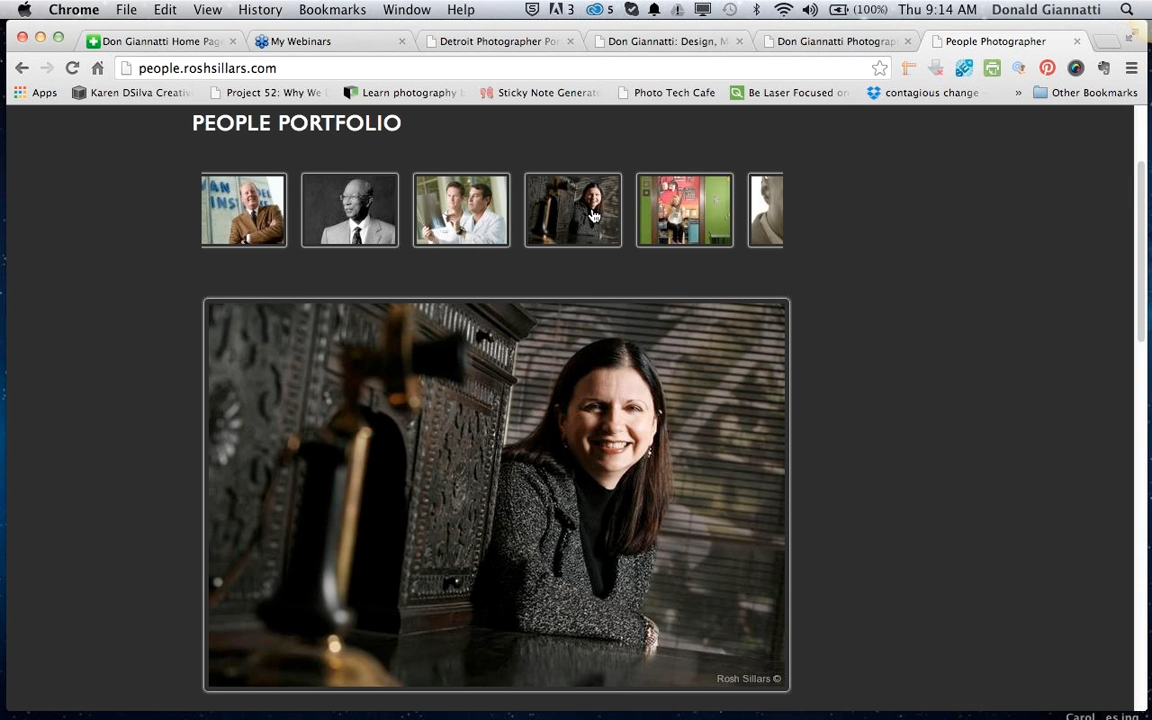 Chrome File Edit View History Bookmarks Window Help 3 5 (100%) Thu 9:14 AM Donald Giannatti
Don Giannatti Home Page My Webinars Detroit Photographer Por Don Giannatti: Design, M Don Giannatti Photograp People Photographer
people.roshsillars.com
Apps Karen DSilva Creativ Project 52: Why We Learn photography Sticky Note Generat Photo Tech Cafe Be Laser Focused on contagious change » Other Bookmarks
PEOPLE PORTFOLIO
Rosh Sillars ©